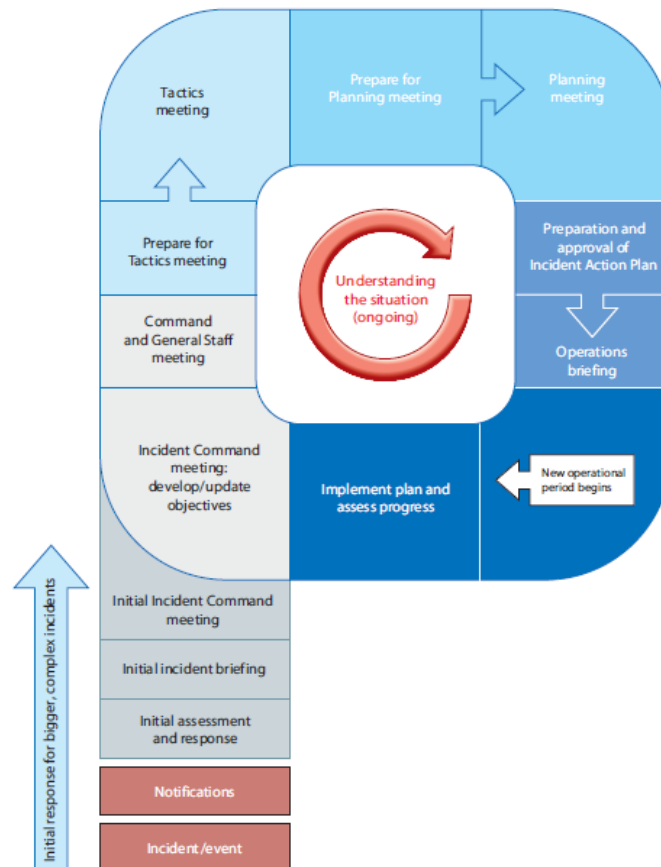 Tactics
meeting
Prepare for
Planning meeting
Planning
meeting
Prepare for
Tactics meeting
Understanding
the situation
(ongoing)
Preparation and
approval of
Incident Action Plan
Command
and General Staff
meeting
Operations
briefing
Incident Command
meeting:
develop/update
objectives
Implement plan and
assess progress
New operational
period begins
Initial response for bigger, complex incidents
Initial Incident Command
meeting
Initial incident briefing
Initial assessment
and response
Notifications
Incident/event